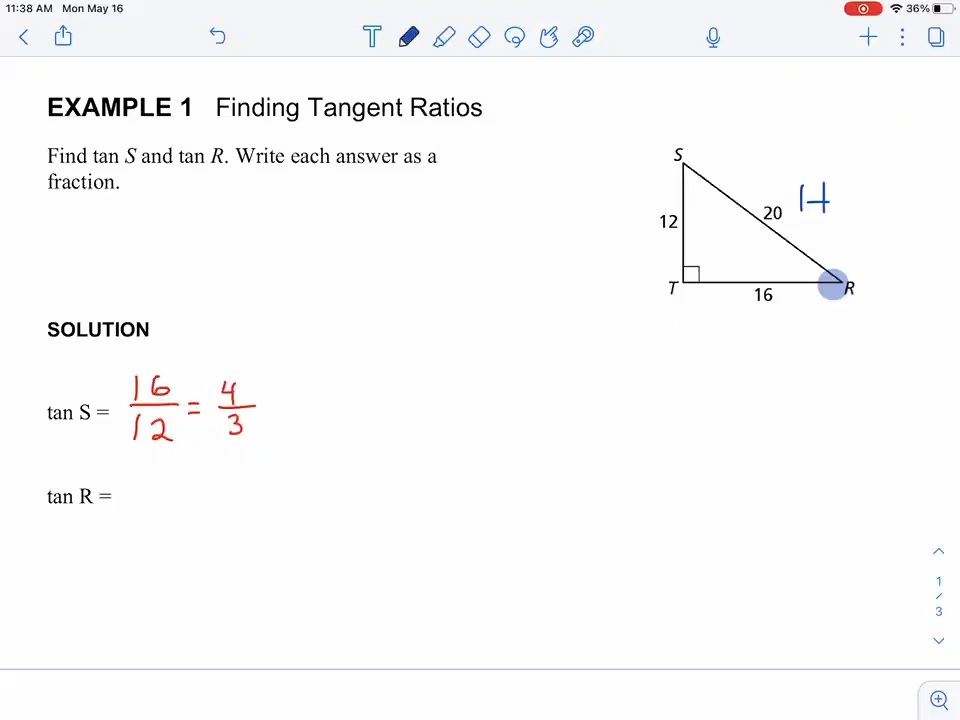 11:38 AM Mon May 16
36%
T
EXAMPLE 1 Finding Tangent Ratios
Find tan S and tan R. Write each answer as a
fraction.
S
12
20
H
T
16
R
SOLUTION
tan S = 16/12 = 4/3
tan R =
1
/
3